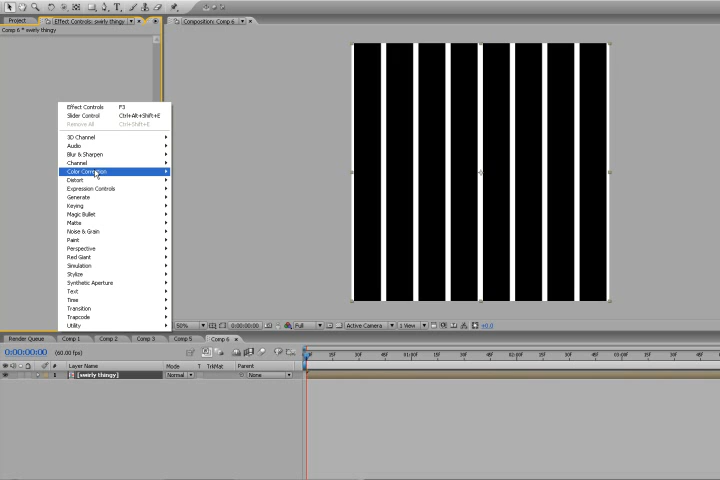 Project
Effect Controls: swirly thingy
Composition: Comp 6
Comp 6 * swirly thingy
Effect Controls F3
Slider Control Ctrl+Alt+Shift+E
Remove All Ctrl+Shift+E
3D Channel
Audio
Blur & Sharpen
Channel
Color Correction
Distort
Expression Controls
Generate
Keying
Magic Bullet
Matte
Noise & Grain
Paint
Perspective
Red Giant
Simulation
Stylize
Synthetic Aperture
Text
Time
Transition
Trapcode
Utility
50% 0:00:00:00 Full Active Camera 1 View +0.0
Render Queue Comp 1 Comp 2 Comp 3 Comp 5 Comp 6
0:00:00:00 (60.00 fps)
# Layer Name Mode T TrkMat Parent
1 [swirly thingy] Normal None